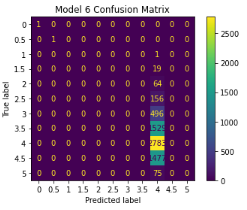 Model 6 Confusion Matrix
0 1 0 0 0 0 0 0 0 0 0 0
0.5 0 1 0 0 0 0 0 0 0 0 0
1 0 0 0 0 0 0 0 0 1 0 0
1.5 0 0 0 0 0 0 0 0 19 0 0
2 0 0 0 0 0 0 0 0 64 0 0
2.5 0 0 0 0 0 0 0 0 156 0 0
3 0 0 0 0 0 0 0 0 496 0 0
3.5 0 0 0 0 0 0 0 0 0 0
4 0 0 0 0 0 0 0 0 2783 0 0
4.5 0 0 0 0 0 0 0 0 1477 0 0
5 0 0 0 0 0 0 0 0 75 0 0
0 0.5 1 1.5 2 2.5 3 3.5 4 4.5 5
Predicted label
True label
2500
2000
1500
1000
500
0